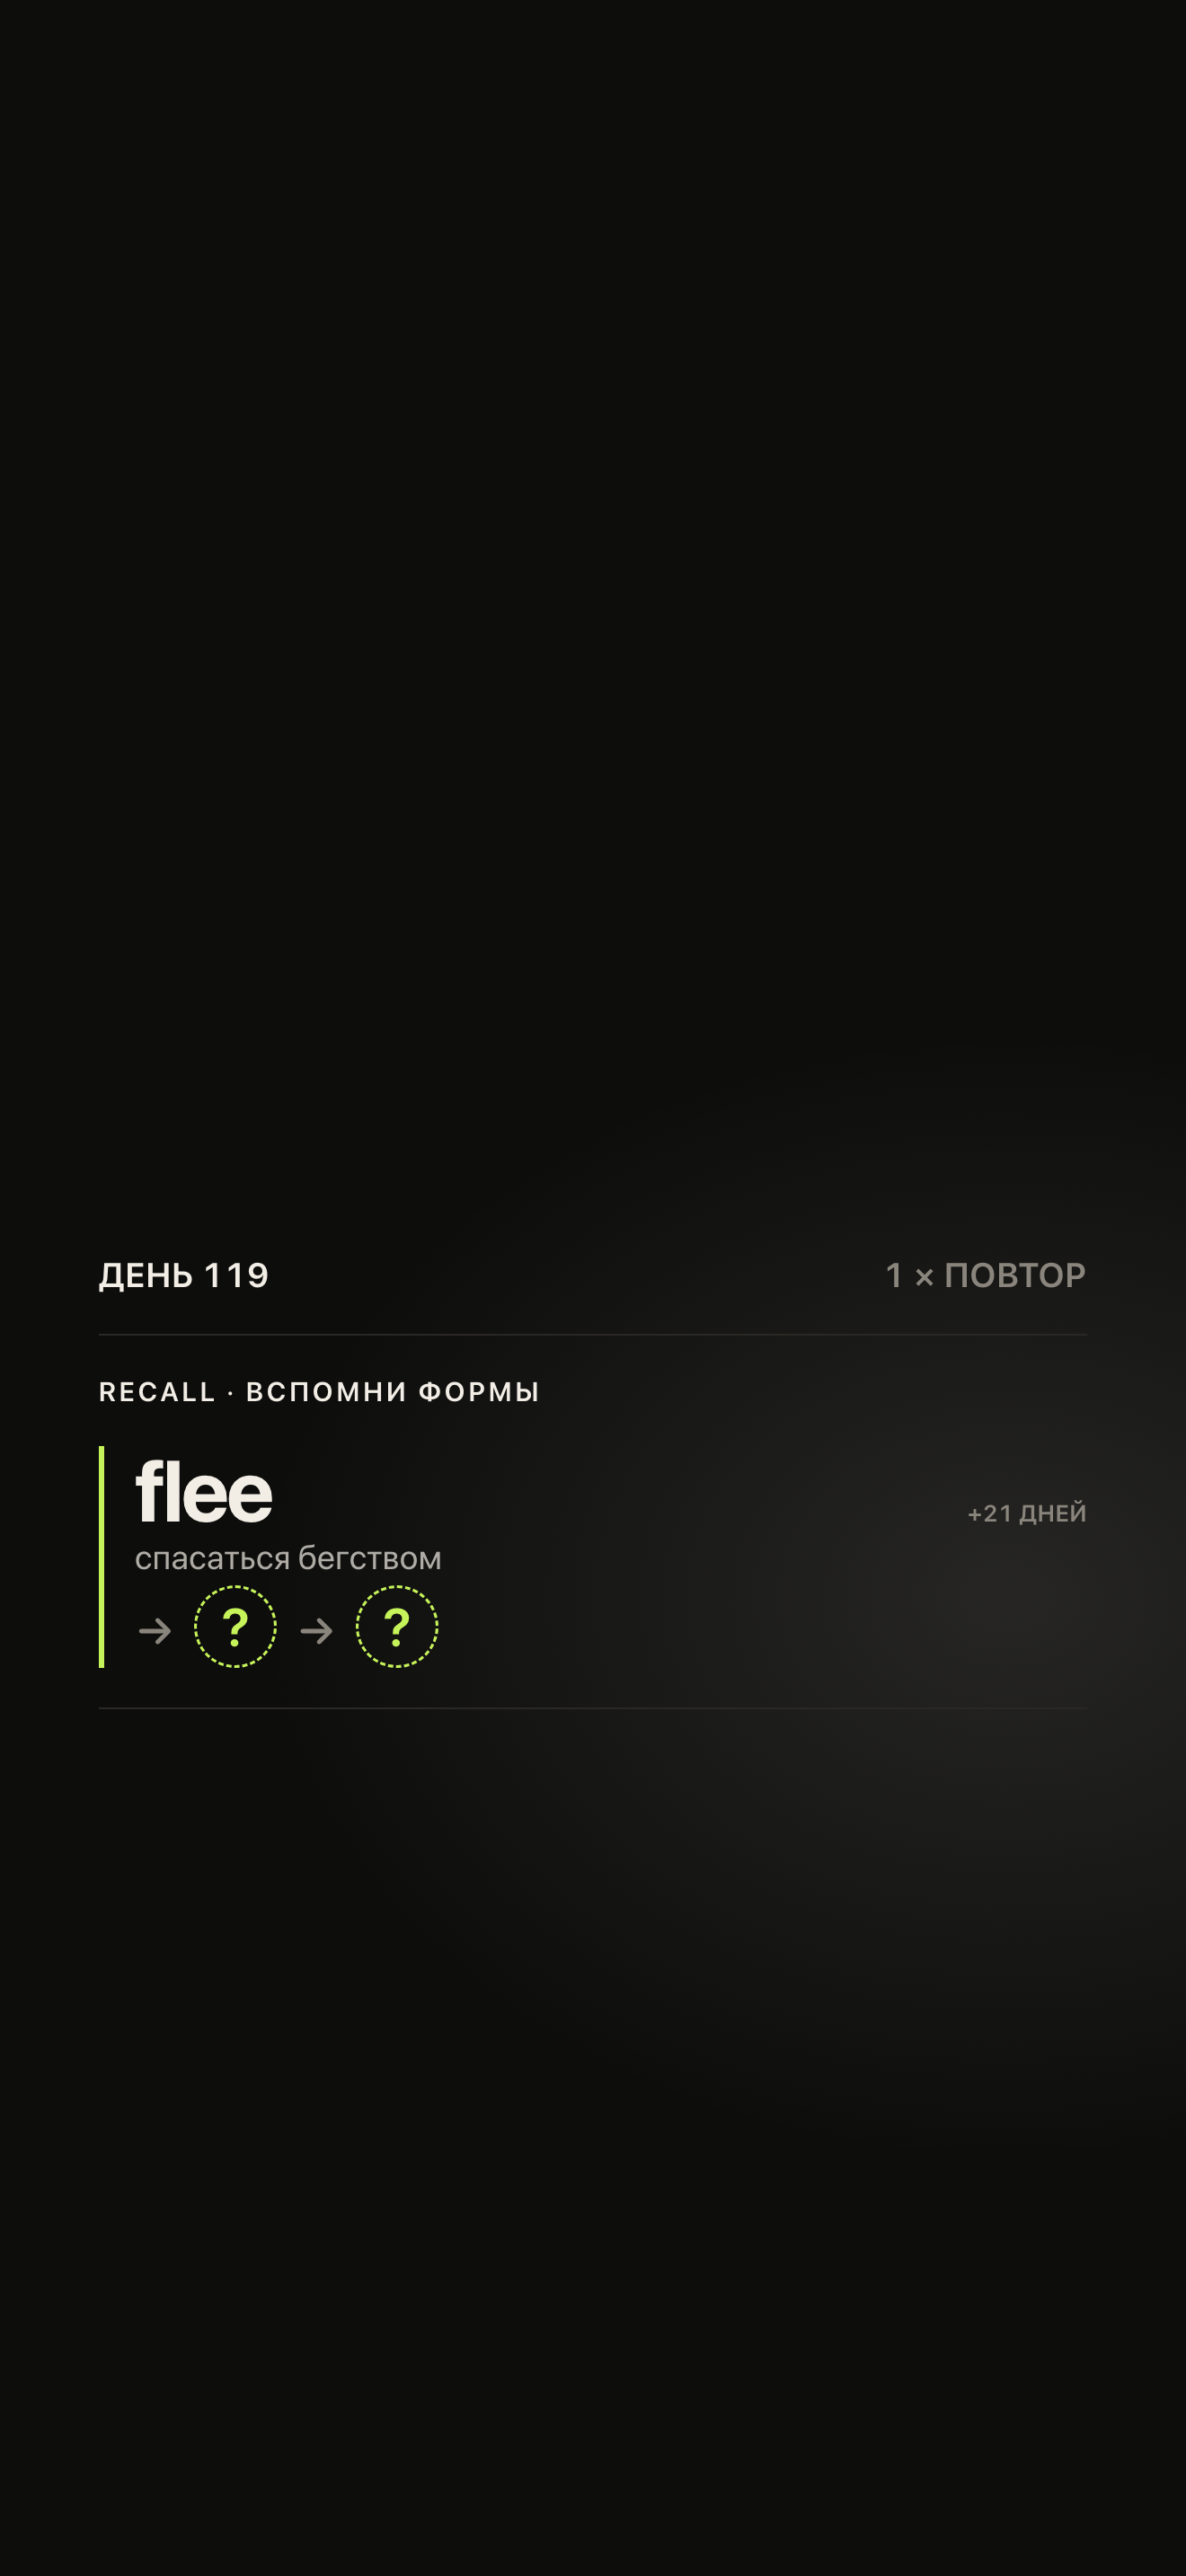 ДЕНЬ 119
1 × ПОВТОР
RECALL · ВСПОМНИ ФОРМЫ
flee
+21 ДНЕЙ
спасаться бегством
→ ? → ?